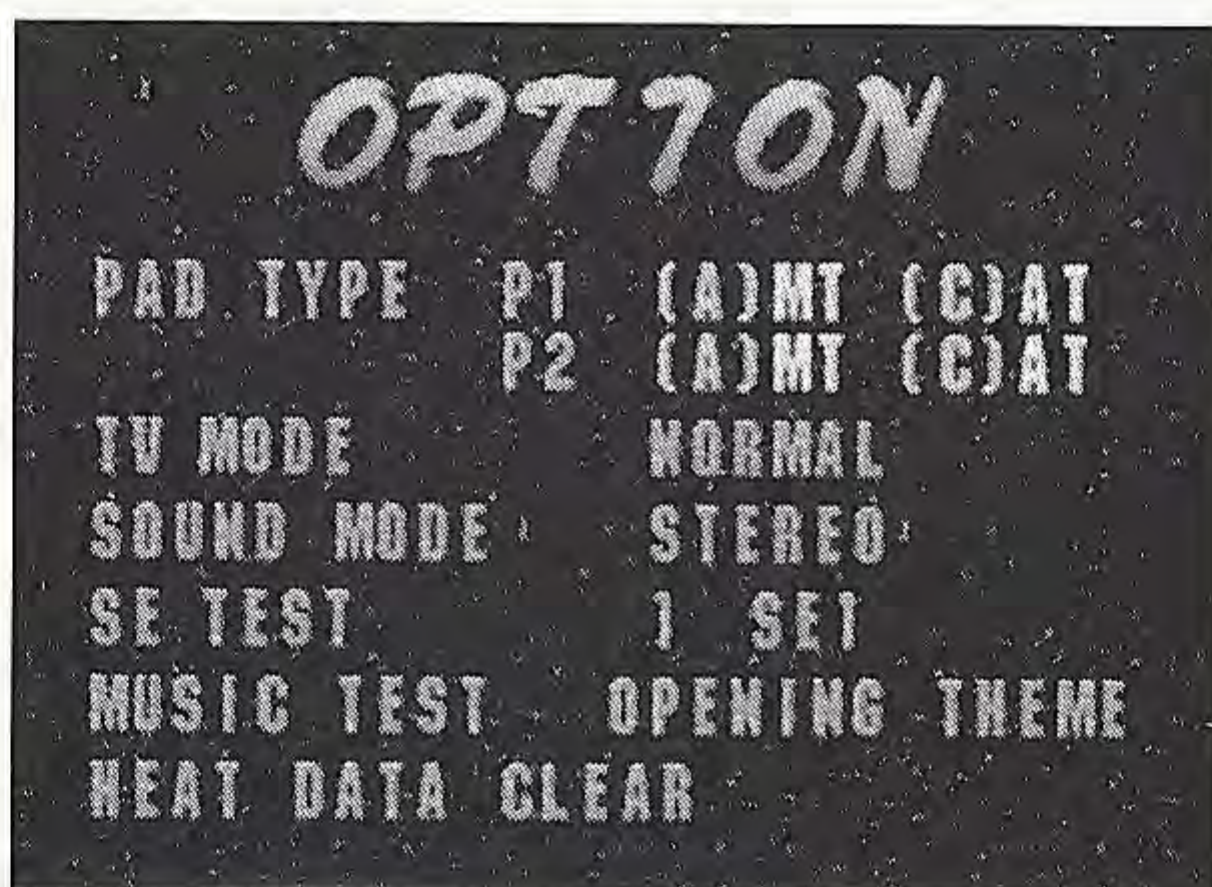 OPTION
PAD TYPE P1 (A)MT (C)AT
P2 (A)MT (C)AT
TV MODE NORMAL
SOUND MODE STEREO
SE TEST 1 SET
MUSIC TEST OPENING THEME
HEAT DATA CLEAR